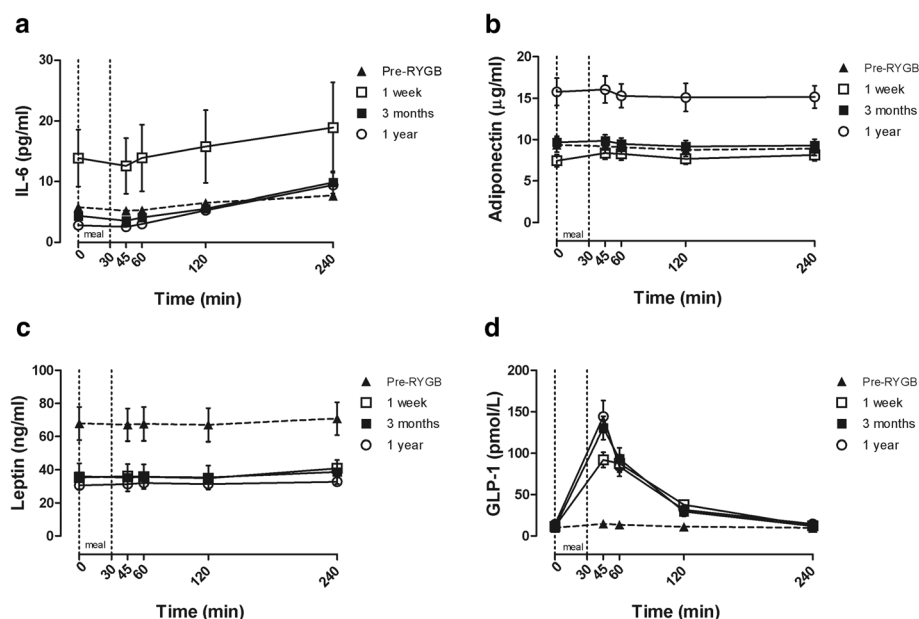 a
IL-6 (pg/ml)
30
20
10
0
meal
0
30
45
60
120
240
Time (min)
Pre-RYGB
1 week
3 months
1 year
b
Adiponectin (µg/ml)
20
15
10
5
0
meal
0
30
45
60
120
240
Time (min)
Pre-RYGB
1 week
3 months
1 year
c
Leptin (ng/ml)
100
80
60
40
20
0
meal
0
30
45
60
120
240
Time (min)
Pre-RYGB
1 week
3 months
1 year
d
GLP-1 (pmol/L)
200
150
100
50
0
meal
0
30
45
60
120
240
Time (min)
Pre-RYGB
1 week
3 months
1 year